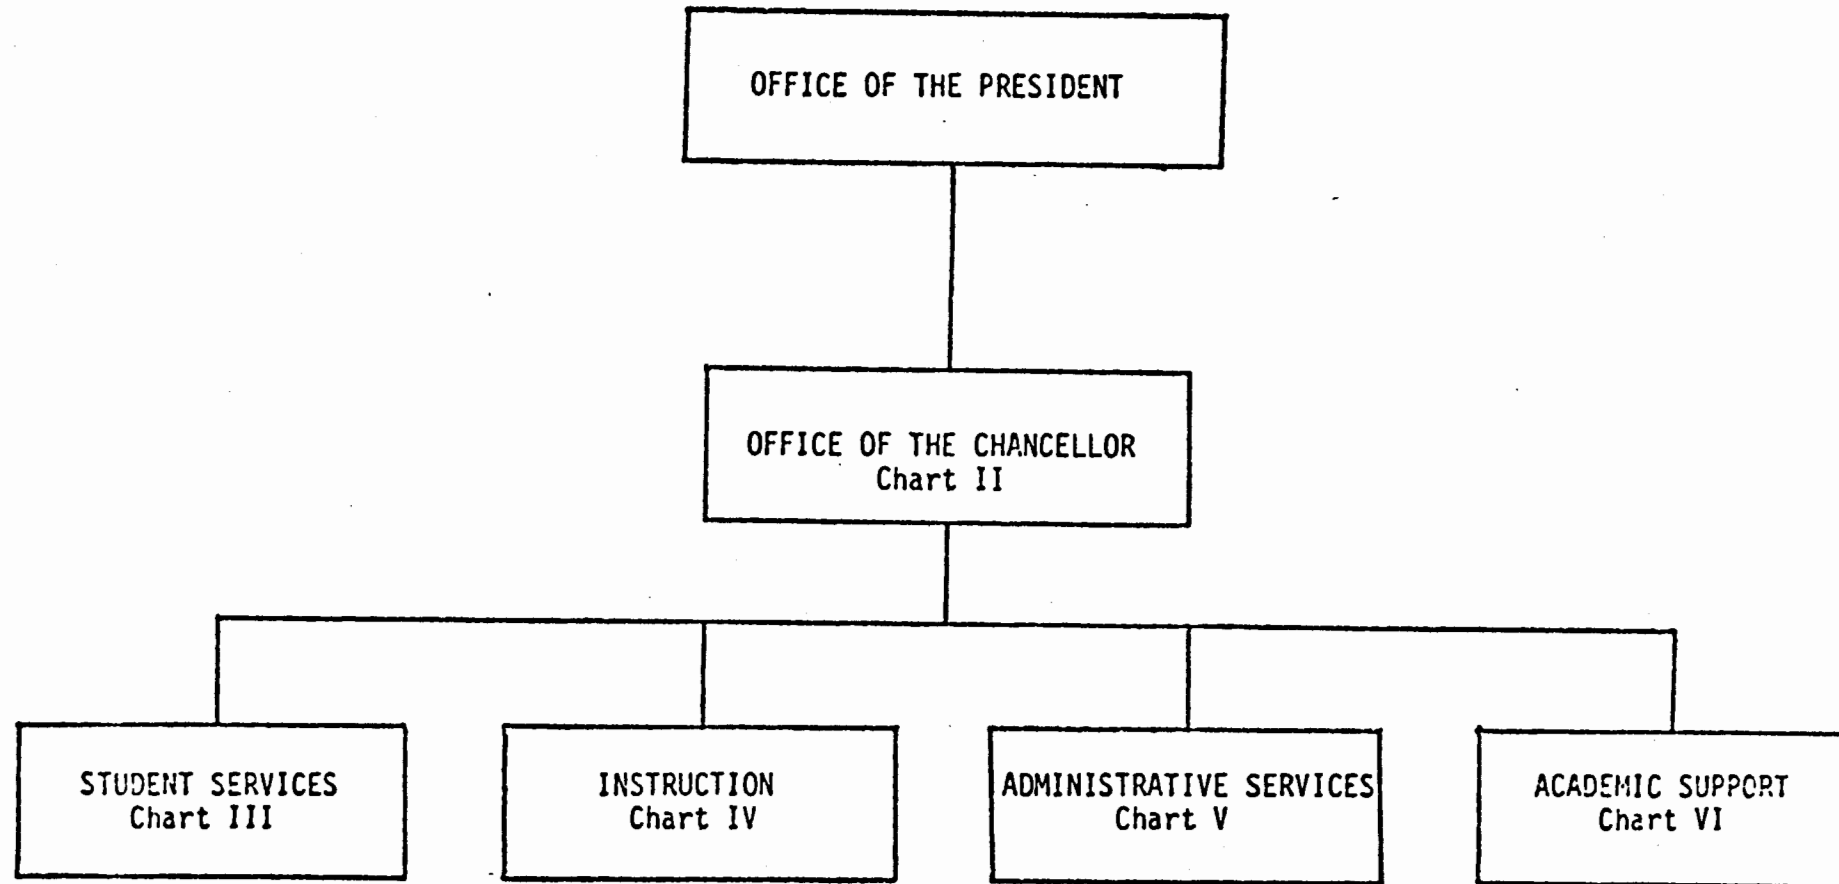 OFFICE OF THE PRESIDENT
OFFICE OF THE CHANCELLOR
Chart II
STUDENT SERVICES
Chart III
INSTRUCTION
Chart IV
ADMINISTRATIVE SERVICES
Chart V
ACADEMIC SUPPORT
Chart VI